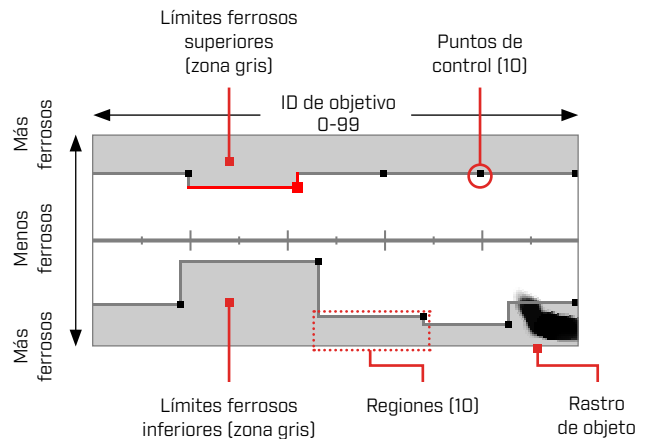 Límites ferrosos
superiores
(zona gris)
Puntos de
control (10)
ID de objetivo
0-99
Más
ferrosos
Menos
ferrosos
Más
ferrosos
Límites ferrosos
inferiores (zona gris)
Regiones (10)
Rastro
de objeto